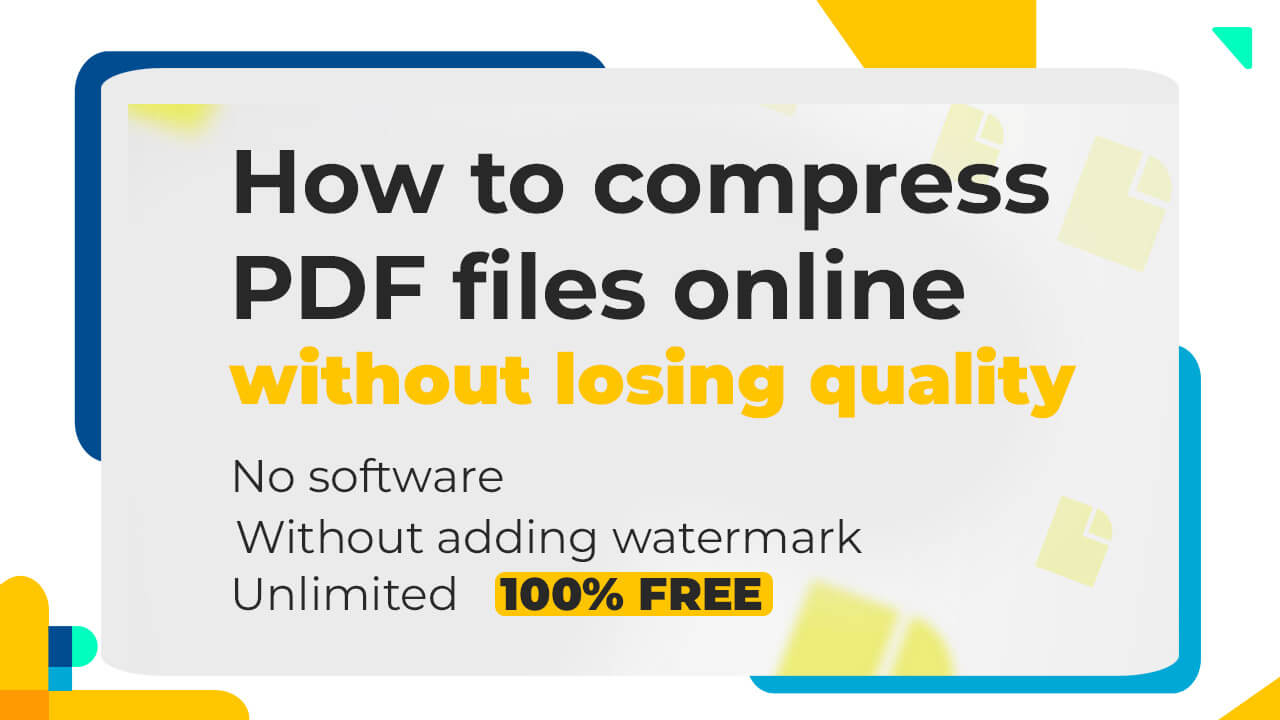 How to compress
PDF files online
without losing quality
No software
Without adding watermark
Unlimited 100% FREE